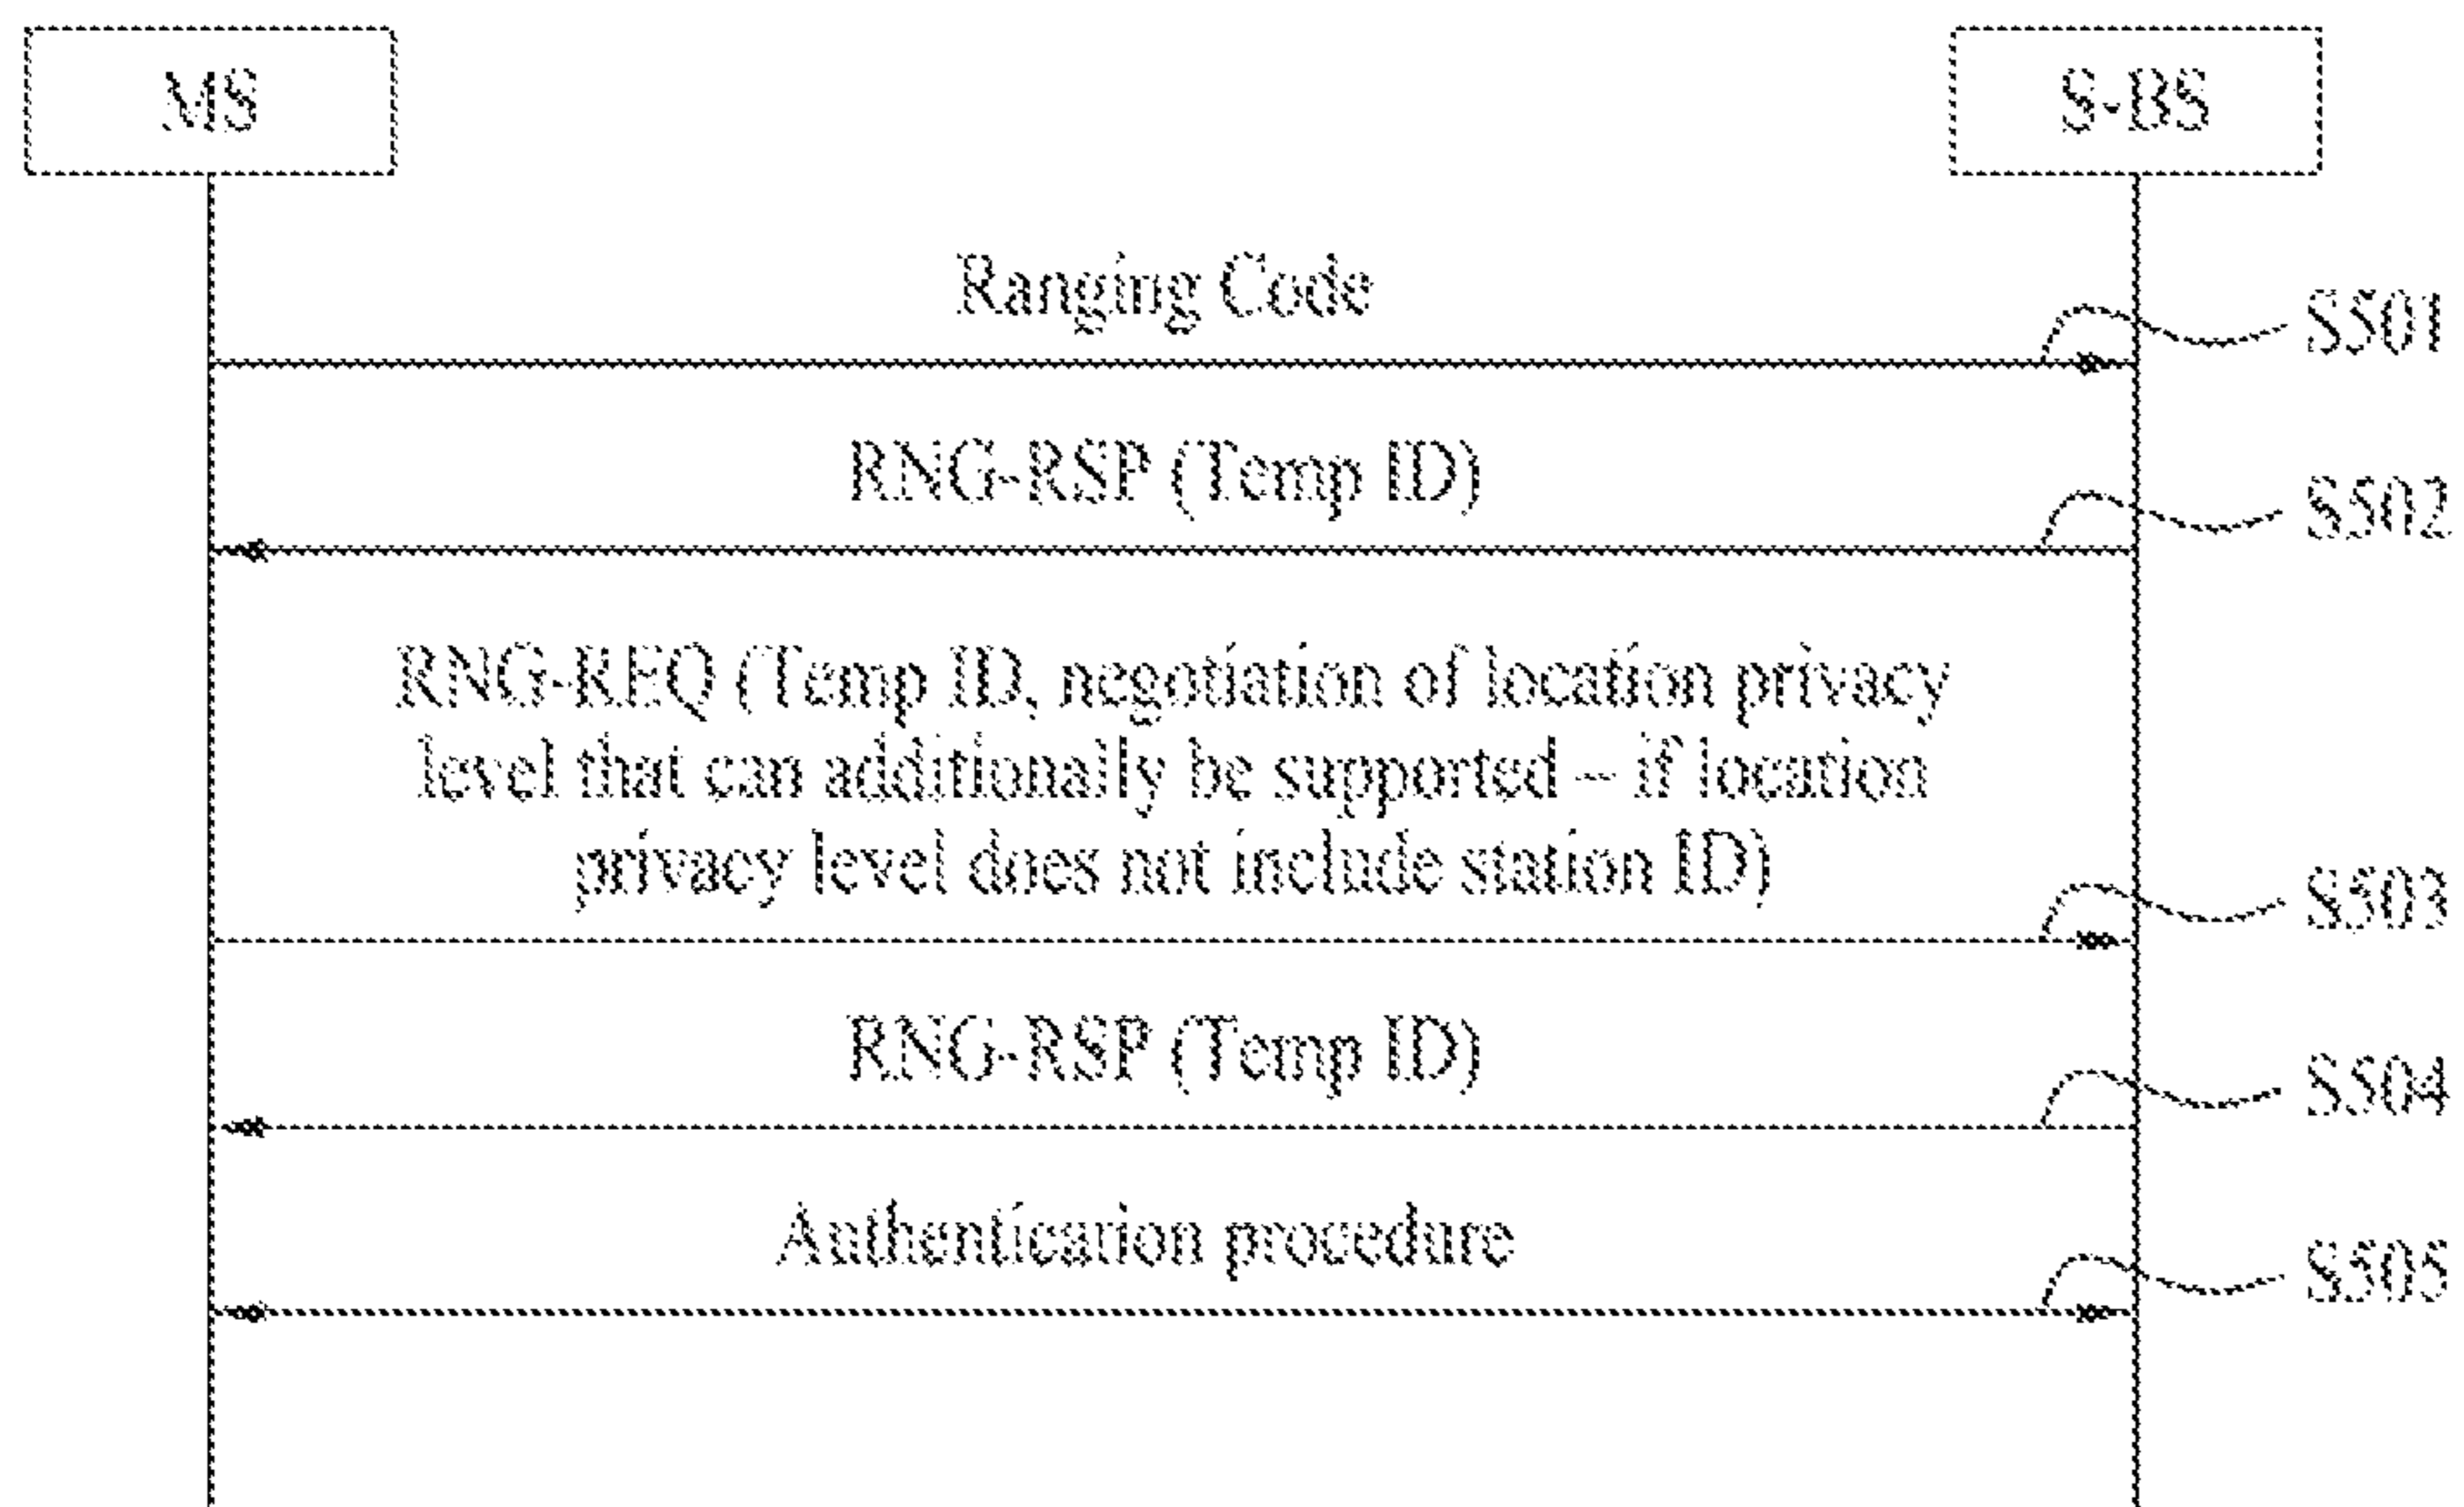 MS
S-BS
Ranging Code
S501
RNG-RSP (Temp ID)
S502
RNG-REQ (Temp ID, negotiation of location privacy
level that can additionally be supported – if location
privacy level does not include station ID)
S503
RNG-RSP (Temp ID)
S504
Authentication procedure
S505